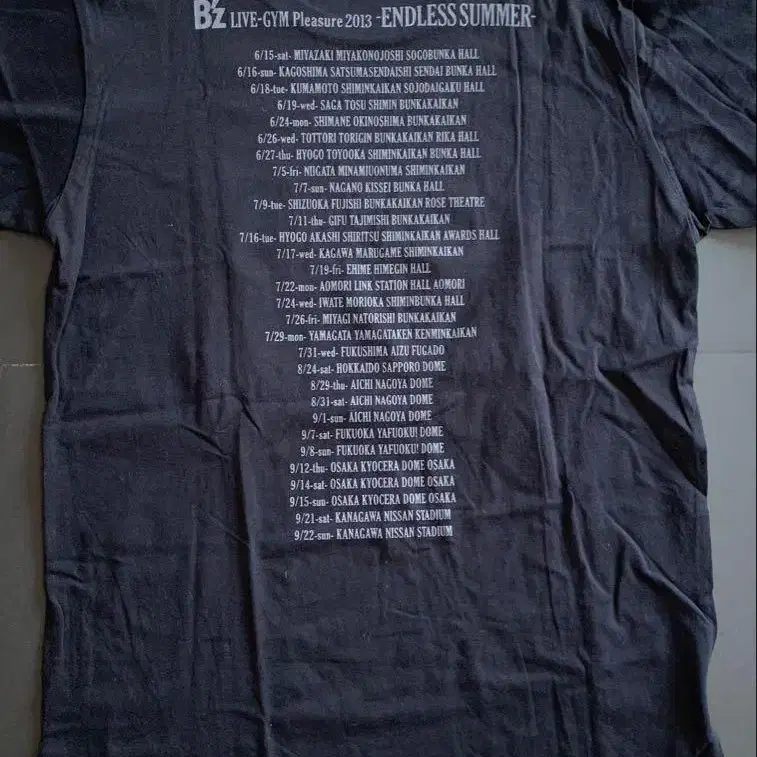 B'z LIVE-GYM Pleasure 2013 -ENDLESS SUMMER-
6/15-sat- MIYAZAKI MIYAKONOJOSHI SOGOBUNKA HALL
6/16-sun- KAGOSHIMA SATSUMASENDAISHI SENDAI BUNKA HALL
6/18-tue- KUMAMOTO SHIMINKAIKAN SOJODAIGAKU HALL
6/19-wed- SAGA TOSU SHIMIN BUNKAKAIKAN
6/24-mon- SHIMANE OKINOSHIMA BUNKAKAIKAN
6/26-wed- TOTTORI TORIGIN BUNKAKAIKAN RIKA HALL
6/27-thu- HYOGO TOYOOKA SHIMINKAIKAN BUNKA HALL
7/5-fri- NIIGATA MINAMIUONUMA SHIMINKAIKAN
7/7-sun- NAGANO KISSEI BUNKA HALL
7/9-tue- SHIZUOKA FUJISHI BUNKAKAIKAN ROSE THEATRE
7/11-thu- GIFU TAJIMISHI BUNKAKAIKAN
7/16-tue- HYOGO AKASHI SHIRITSU SHIMINKAIKAN AWARDS HALL
7/17-wed- KAGAWA MARUGAME SHIMINKAIKAN
7/19-fri- EHIME HIMEGIN HALL
7/22-mon- AOMORI LINK STATION HALL AOMORI
7/24-wed- IWATE MORIOKA SHIMINBUNKA HALL
7/26-fri- MIYAGI NATORISHI BUNKAKAIKAN
7/29-mon- YAMAGATA YAMAGATAKEN KENMINKAIKAN
7/31-wed- FUKUSHIMA AIZU FUGADO
8/24-sat- HOKKAIDO SAPPORO DOME
8/29-thu- AICHI NAGOYA DOME
8/31-sat- AICHI NAGOYA DOME
9/1-sun- AICHI NAGOYA DOME
9/7-sat- FUKUOKA YAFUOKU! DOME
9/8-sun- FUKUOKA YAFUOKU! DOME
9/12-thu- OSAKA KYOCERA DOME OSAKA
9/14-sat- OSAKA KYOCERA DOME OSAKA
9/15-sun- OSAKA KYOCERA DOME OSAKA
9/21-sat- KANAGAWA NISSAN STADIUM
9/22-sun- KANAGAWA NISSAN STADIUM